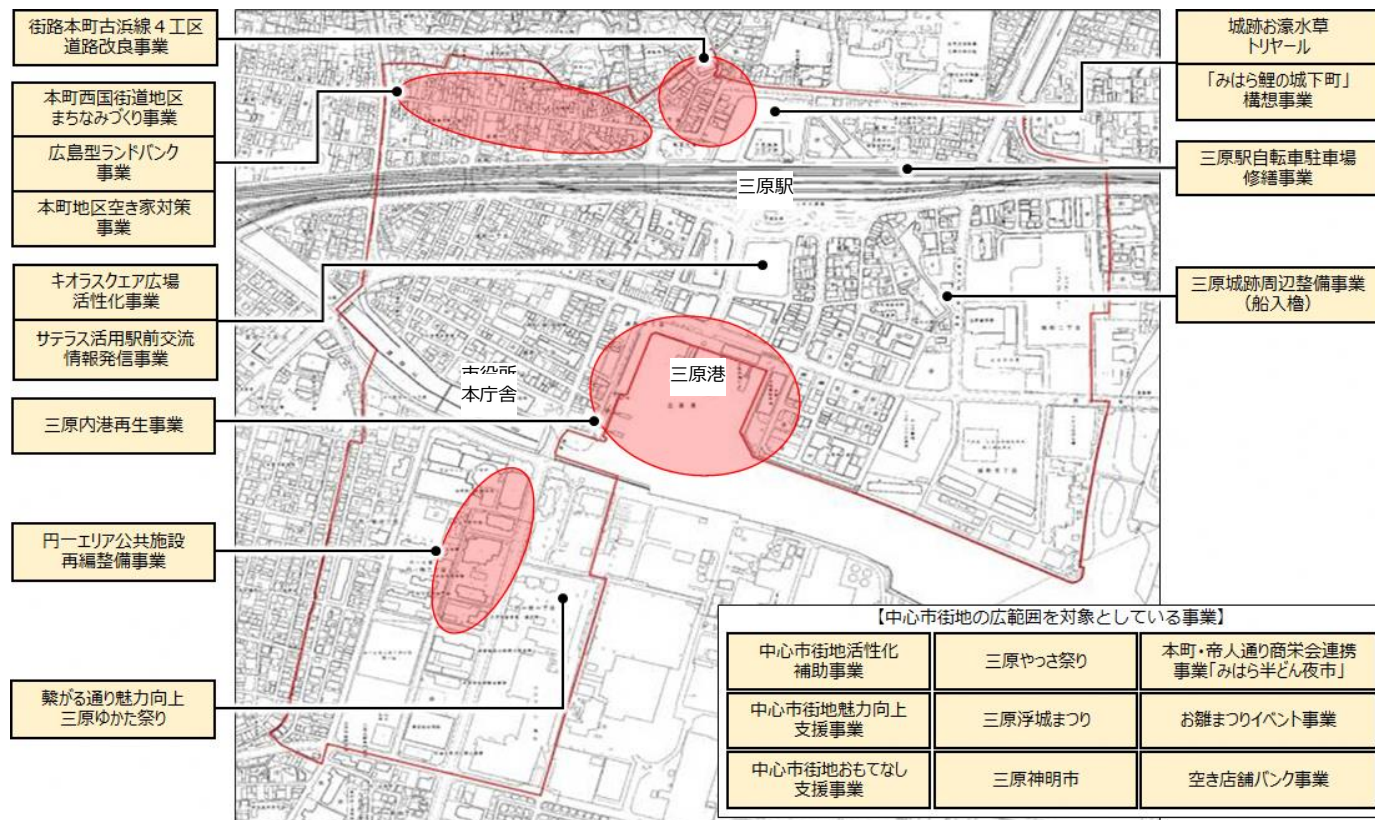 街路本町古浜線４工区
道路改良事業
本町西国街道地区
まちなみづくり事業
広島型ランドバンク
事業
本町地区空き家対策
事業
キオラスクエア広場
活性化事業
サテラス活用駅前交流
情報発信事業
三原内港再生事業
円一エリア公共施設
再編整備事業
繋がる通り魅力向上
三原ゆかた祭り
城跡お濠水草
トリヤール
「みはら鯉の城下町」
構想事業
三原駅自転車駐車場
修繕事業
三原城跡周辺整備事業
（船入櫓）
三原駅
三原港
市役所
本庁舎
【中心市街地の広範囲を対象としている事業】
中心市街地活性化
補助事業
三原やっさ祭り
本町・帝人通り商栄会連携
事業「みはら半どん夜市」
中心市街地魅力向上
支援事業
三原浮城まつり
お雛まつりイベント事業
中心市街地おもてなし
支援事業
三原神明市
空き店舗バンク事業